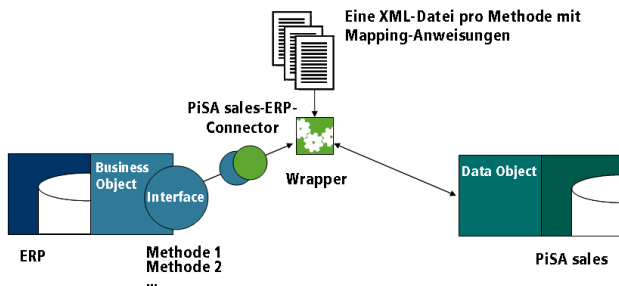 Eine XML-Datei pro Methode mit
Mapping-Anweisungen
PiSA sales-ERP-
Connector
Wrapper
Business
Object
Interface
Data Object
ERP
Methode 1
Methode 2
...
PiSA sales